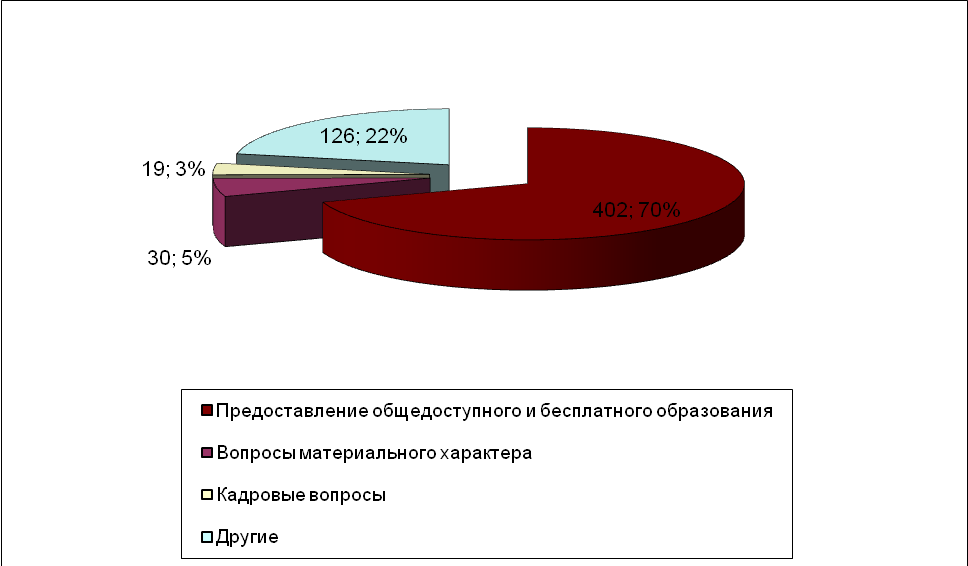 126; 22%
19; 3%
402; 70%
30; 5%
Предоставление общедоступного и бесплатного образования
Вопросы материального характера
Кадровые вопросы
Другие